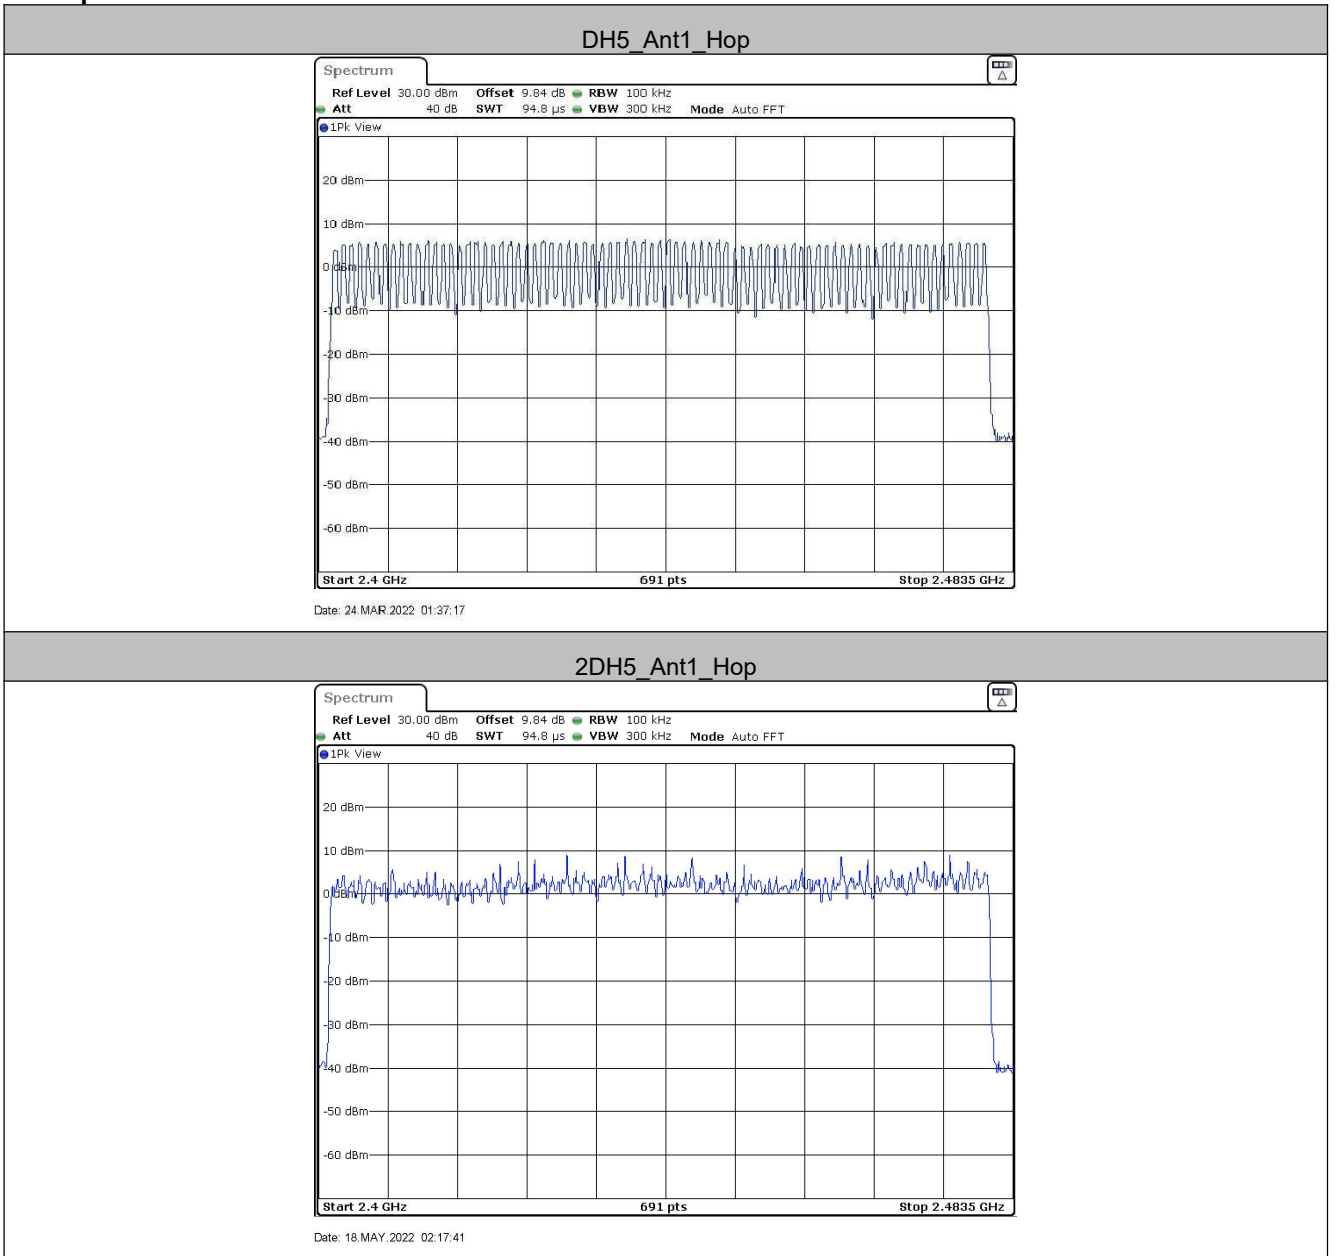 DH5_Ant1_Hop
Spectrum
Ref Level 30.00 dBm Offset 9.84 dB RBW 100 kHz
Att 40 dB SWT 94.8 µs VBW 300 kHz Mode Auto FFT
1Pk View
20 dBm
10 dBm
0 dBm
-10 dBm
-20 dBm
-30 dBm
-40 dBm
-50 dBm
-60 dBm
Start 2.4 GHz 691 pts Stop 2.4835 GHz
Date: 24.MAR.2022 01:37:17
2DH5_Ant1_Hop
Spectrum
Ref Level 30.00 dBm Offset 9.84 dB RBW 100 kHz
Att 40 dB SWT 94.8 µs VBW 300 kHz Mode Auto FFT
1Pk View
20 dBm
10 dBm
0 dBm
-10 dBm
-20 dBm
-30 dBm
-40 dBm
-50 dBm
-60 dBm
Start 2.4 GHz 691 pts Stop 2.4835 GHz
Date: 18.MAY.2022 02:17:41